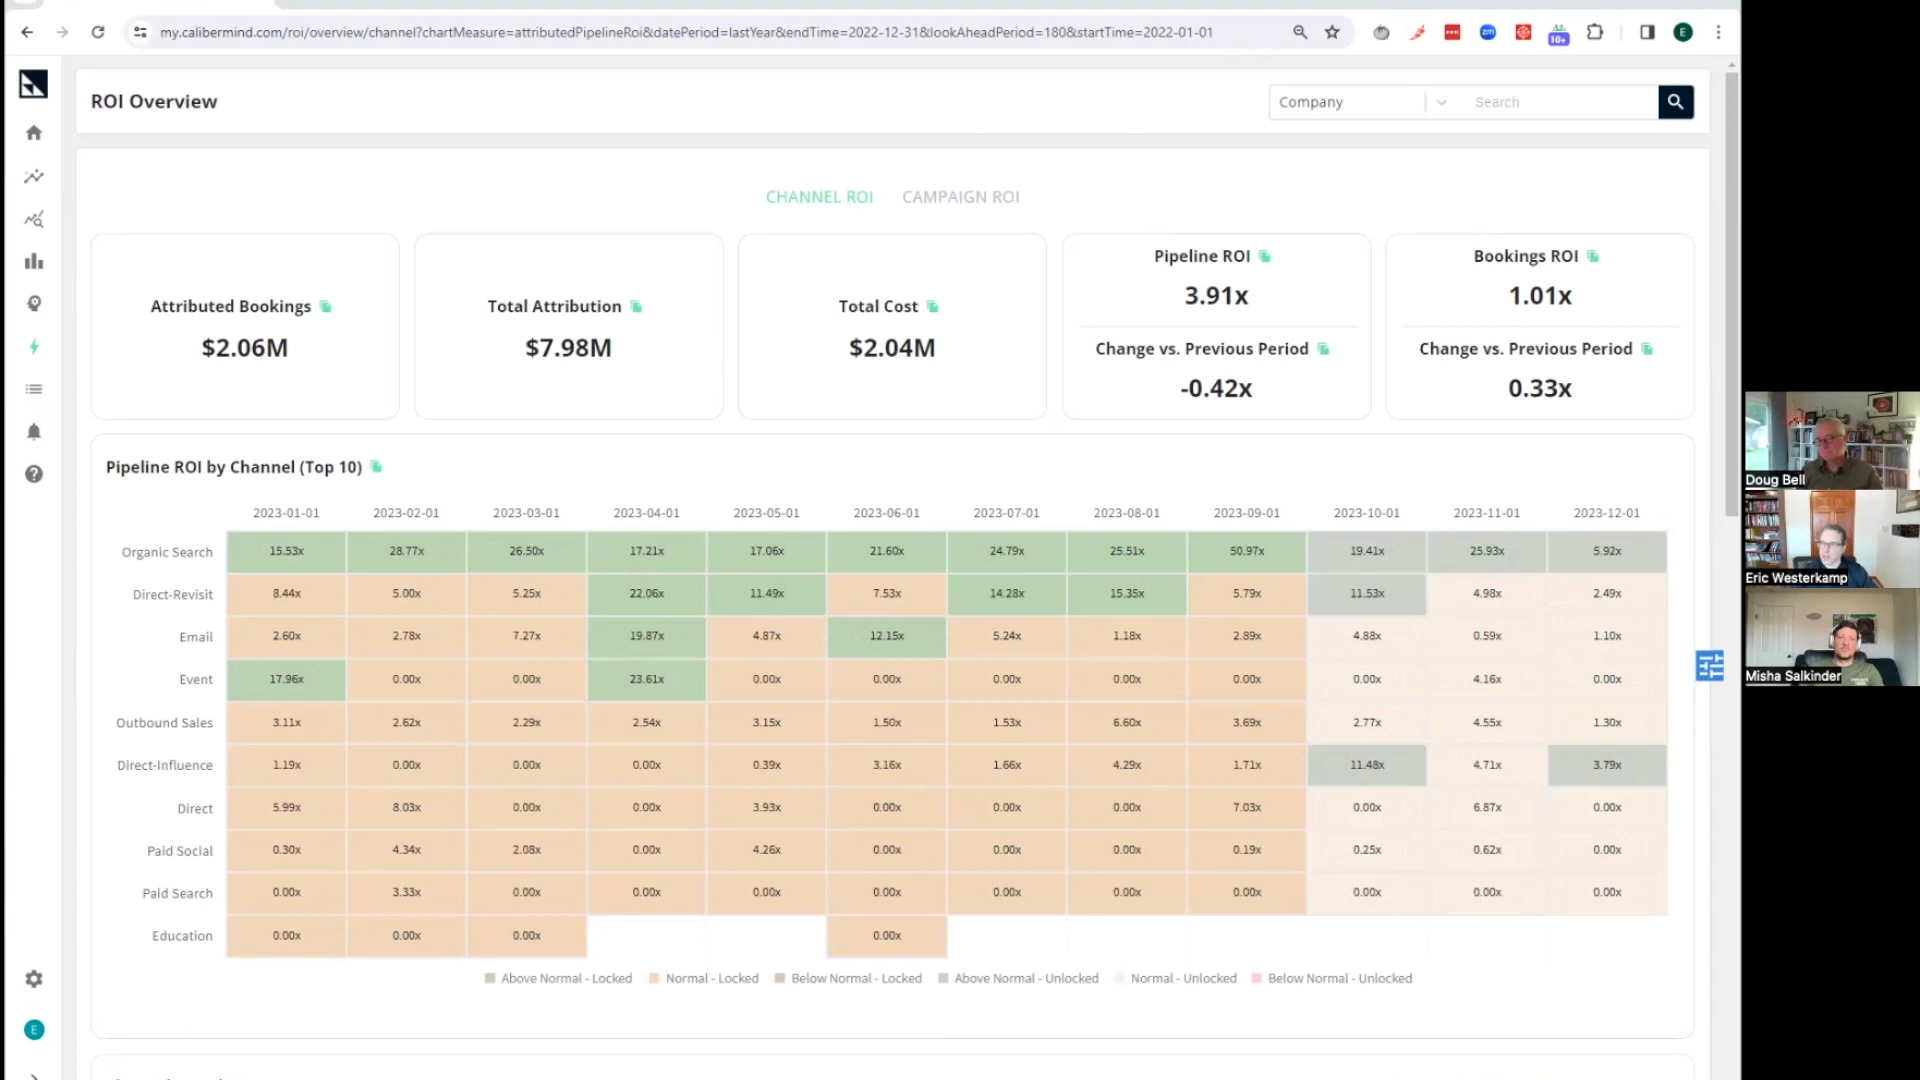 my.calibermind.com/roi/overview/channel?chartMeasure=attributedPipelineRoi&datePeriod=lastYear&endTime=2022-12-31&lookAheadPeriod=180&startTime=2022-01-01
zm
10+
E
ROI Overview
Company
Search
CHANNEL ROI CAMPAIGN ROI
Attributed Bookings
$2.06M
Total Attribution
$7.98M
Total Cost
$2.04M
Pipeline ROI
3.91x
Change vs. Previous Period
-0.42x
Bookings ROI
1.01x
Change vs. Previous Period
0.33x
Pipeline ROI by Channel (Top 10)
2023-01-01 2023-02-01 2023-03-01 2023-04-01 2023-05-01 2023-06-01 2023-07-01 2023-08-01 2023-09-01 2023-10-01 2023-11-01 2023-12-01
Organic Search 15.53x 28.77x 26.50x 17.21x 17.06x 21.60x 24.79x 25.51x 50.97x 19.41x 25.93x 5.92x
Direct-Revisit 8.44x 5.00x 5.25x 22.06x 11.49x 7.53x 14.28x 15.35x 5.79x 11.53x 4.98x 2.49x
Email 2.60x 2.78x 7.27x 19.87x 4.87x 12.15x 5.24x 1.18x 2.89x 4.88x 0.59x 1.10x
Event 17.96x 0.00x 0.00x 23.61x 0.00x 0.00x 0.00x 0.00x 0.00x 0.00x 4.16x 0.00x
Outbound Sales 3.11x 2.62x 2.29x 2.54x 3.15x 1.50x 1.53x 6.60x 3.69x 2.77x 4.55x 1.30x
Direct-Influence 1.19x 0.00x 0.00x 0.00x 0.39x 3.16x 1.66x 4.29x 1.71x 11.48x 4.71x 3.79x
Direct 5.99x 8.03x 0.00x 0.00x 3.93x 0.00x 0.00x 0.00x 7.03x 0.00x 6.87x 0.00x
Paid Social 0.30x 4.34x 2.08x 0.00x 4.26x 0.00x 0.00x 0.00x 0.19x 0.25x 0.62x 0.00x
Paid Search 0.00x 3.33x 0.00x 0.00x 0.00x 0.00x 0.00x 0.00x 0.00x 0.00x 0.00x 0.00x
Education 0.00x 0.00x 0.00x 0.00x
Above Normal - Locked Normal - Locked Below Normal - Locked Above Normal - Unlocked Normal - Unlocked Below Normal - Unlocked
E
Doug Bell
Eric Westerkamp
Misha Salkinder